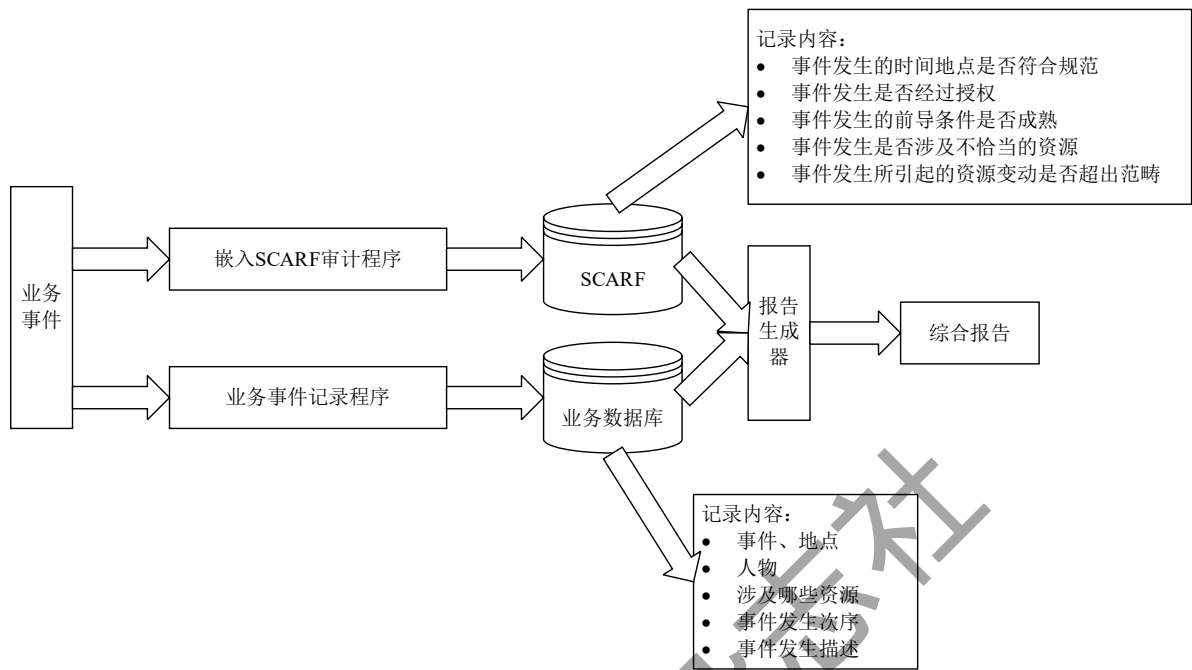 记录内容：
• 事件发生的时间地点是否符合规范
• 事件发生是否经过授权
• 事件发生的前导条件是否成熟
• 事件发生是否涉及不恰当的资源
• 事件发生所引起的资源变动是否超出范畴
业务
事件
嵌入SCARF审计程序
SCARF
业务事件记录程序
业务数据库
报告
生成
器
综合报告
记录内容：
• 事件、地点
• 人物
• 涉及哪些资源
• 事件发生次序
• 事件发生描述
志社